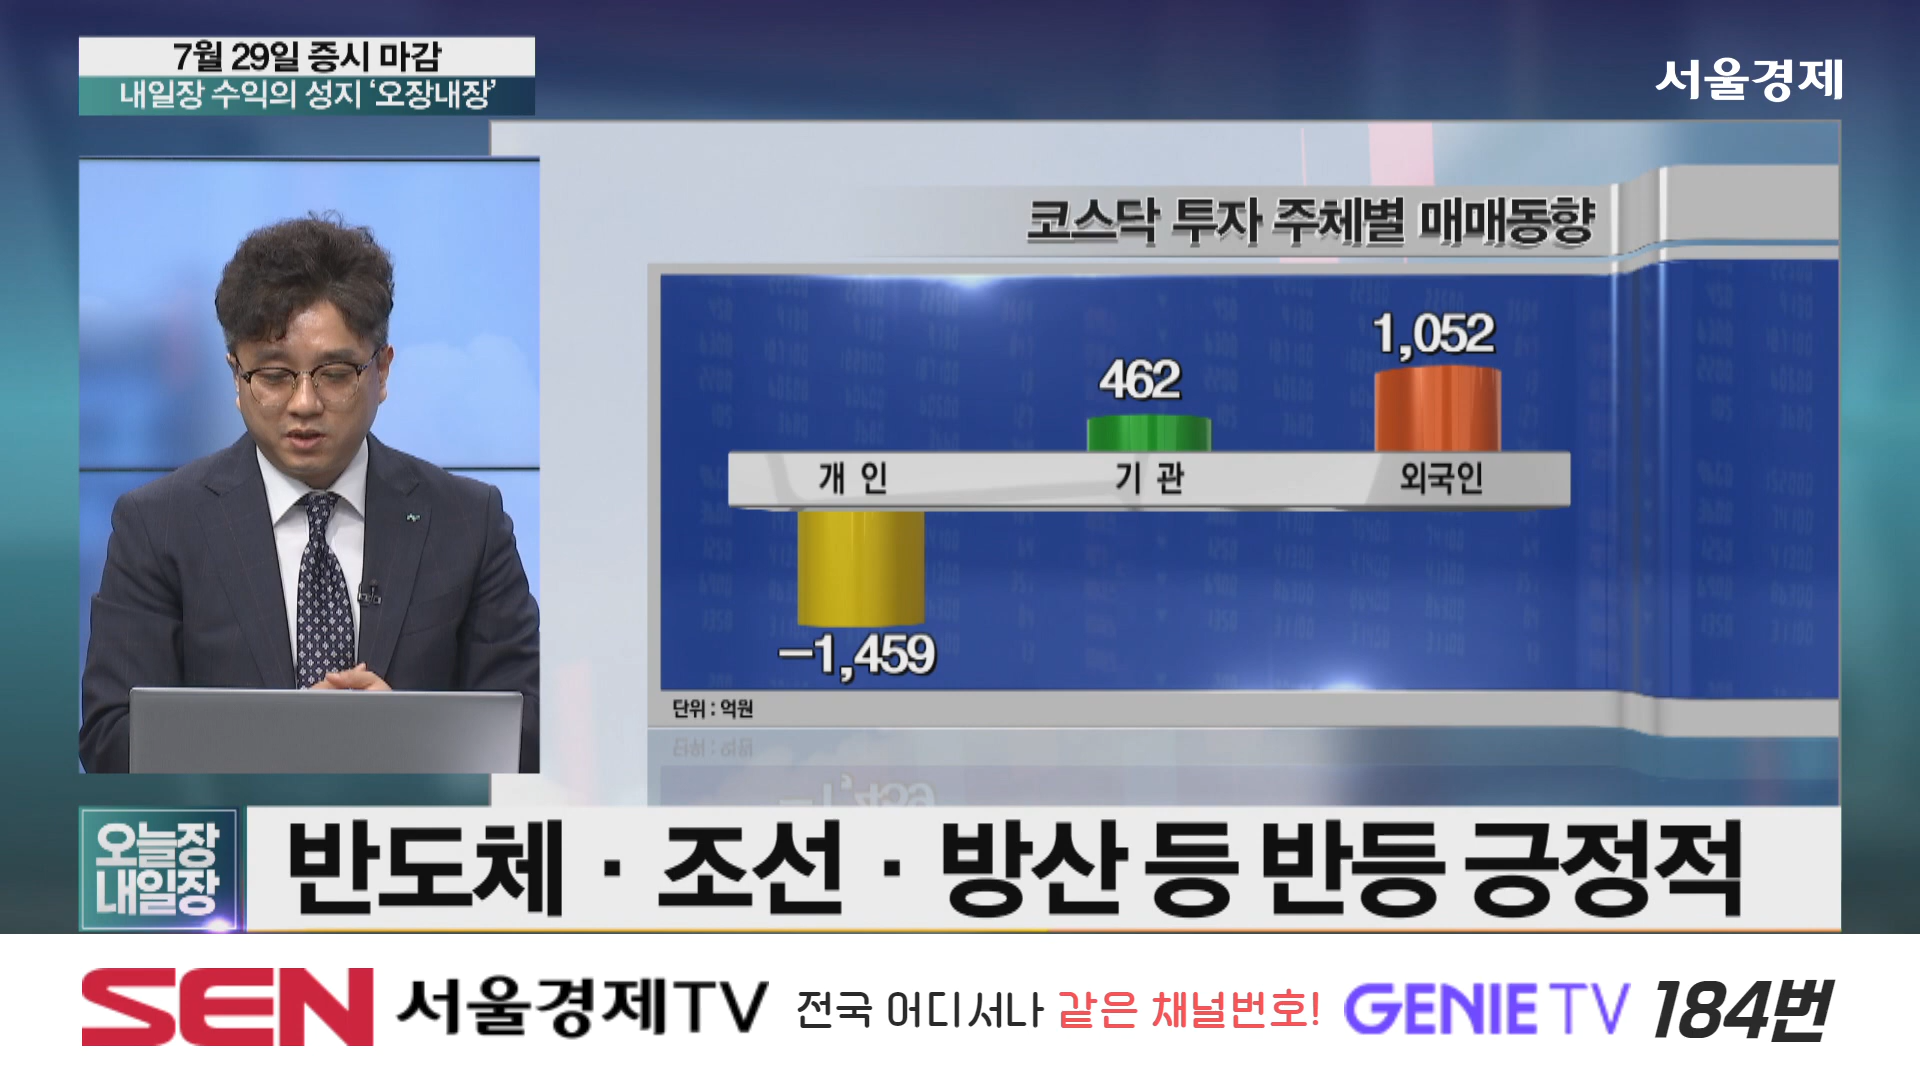 7월 29일 증시 마감
내일장 수익의 성지 '오장내장'
서울경제
코스닥 투자 주체별 매매동향
462
1,052
개 인
기 관
외국인
-1,459
단위 : 억원
오늘장
내일장
반도체 · 조선 · 방산 등 반등 긍정적
SEN 서울경제TV 전국 어디서나 같은 채널번호! GENIE TV 184번